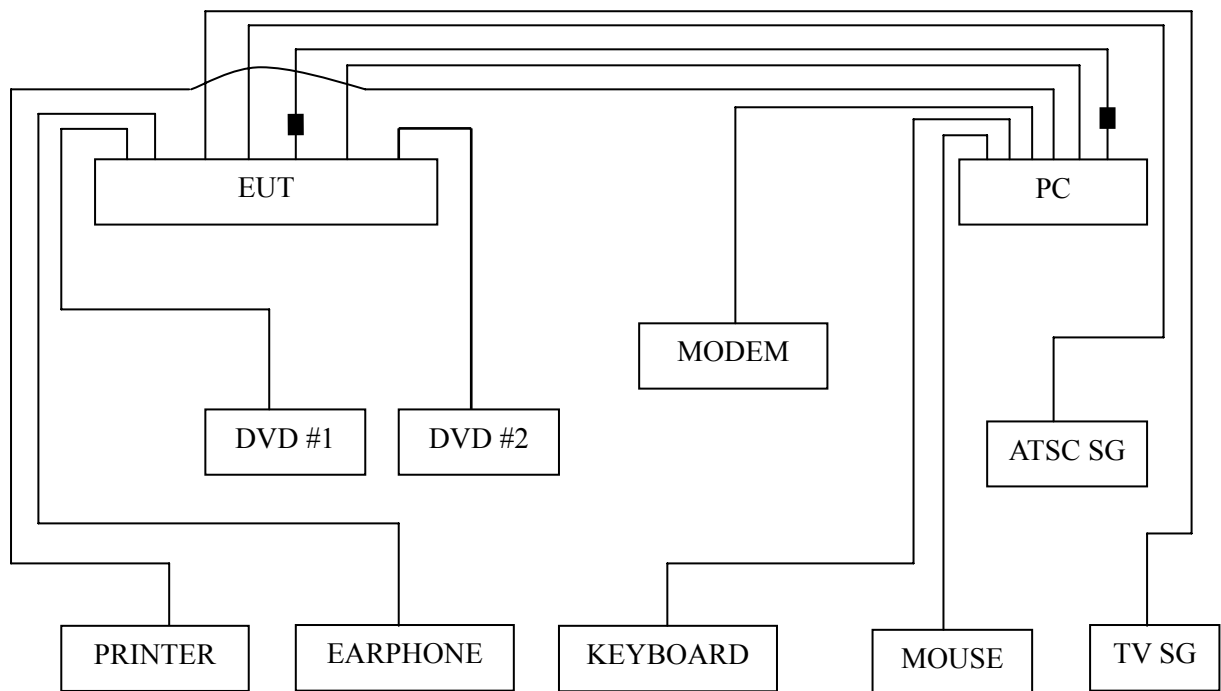 EUT
PC
MODEM
DVD #1
DVD #2
ATSC SG
PRINTER
EARPHONE
KEYBOARD
MOUSE
TV SG